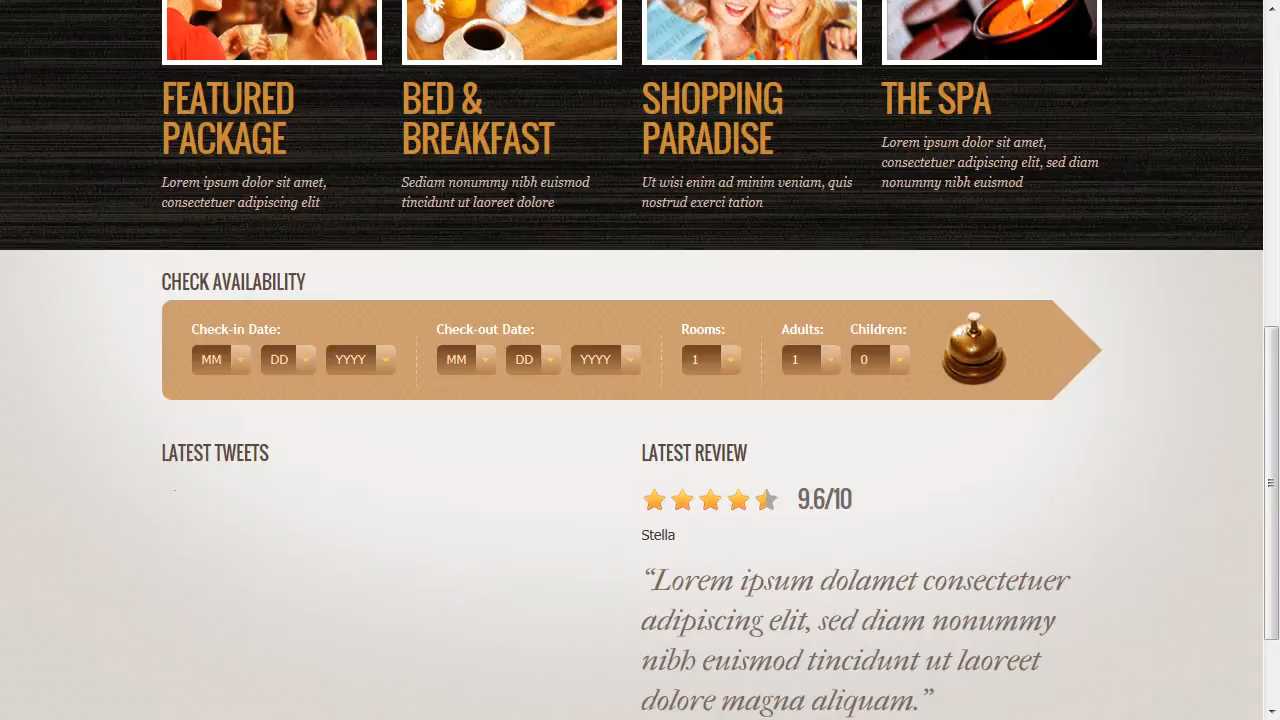 FEATURED
PACKAGE
Lorem ipsum dolor sit amet,
consectetuer adipiscing elit
BED &
BREAKFAST
Sediam nonummy nibh euismod
tincidunt ut laoreet dolore
SHOPPING
PARADISE
Ut wisi enim ad minim veniam, quis
nostrud exerci tation
THE SPA
Lorem ipsum dolor sit amet,
consectetuer adipiscing elit, sed diam
nonummy nibh euismod
CHECK AVAILABILITY
Check-in Date: Check-out Date: Rooms: Adults: Children:
MM DD YYYY MM DD YYYY 1 1 0
LATEST TWEETS
LATEST REVIEW
9.6/10
Stella
“Lorem ipsum dolamet consectetuer
adipiscing elit, sed diam nonummy
nibh euismod tincidunt ut laoreet
dolore magna aliquam.”